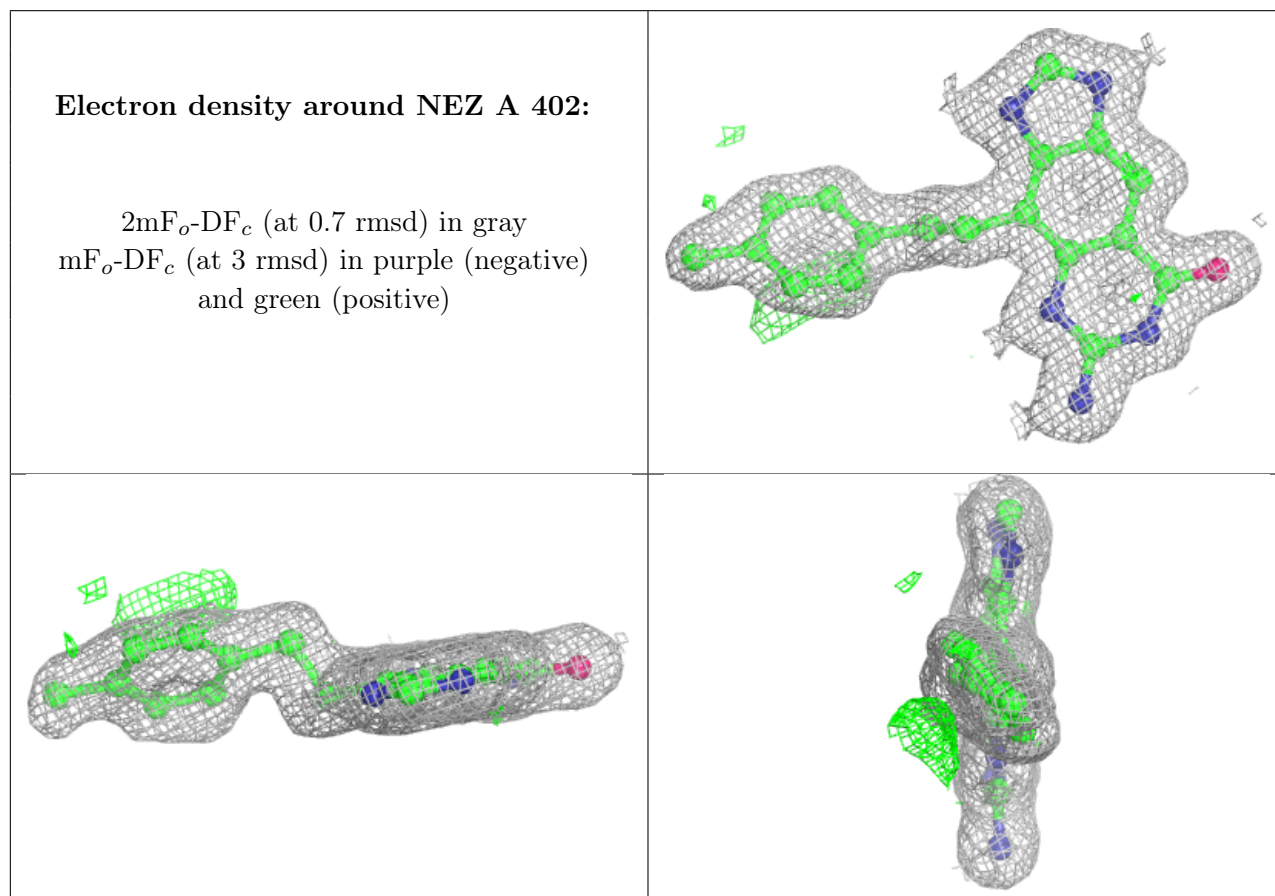 Electron density around NEZ A 402:
2mFo-DFc (at 0.7 rmsd) in gray
mFo-DFc (at 3 rmsd) in purple (negative)
and green (positive)